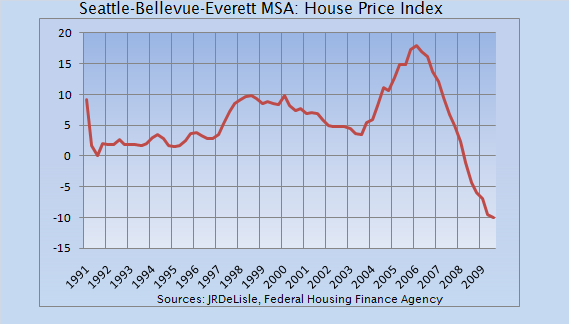 Seattle-Bellevue-Everett MSA: House Price Index
20
15
10
5
0
-5
-10
-15
1991 1992 1993 1994 1995 1996 1997 1998 1999 2000 2001 2002 2003 2004 2005 2006 2007 2008 2009
Sources: JRDeLisle, Federal Housing Finance Agency